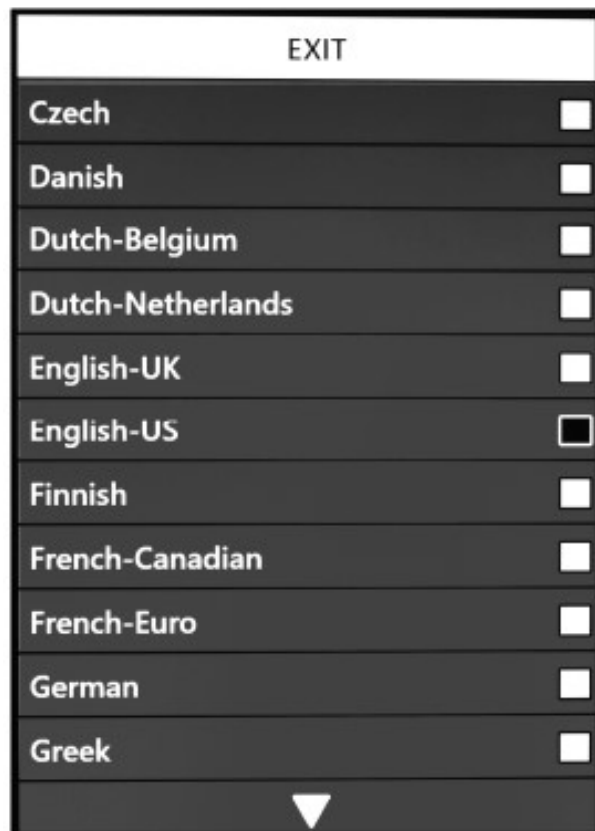 EXIT
Czech
Danish
Dutch-Belgium
Dutch-Netherlands
English-UK
English-US
Finnish
French-Canadian
French-Euro
German
Greek